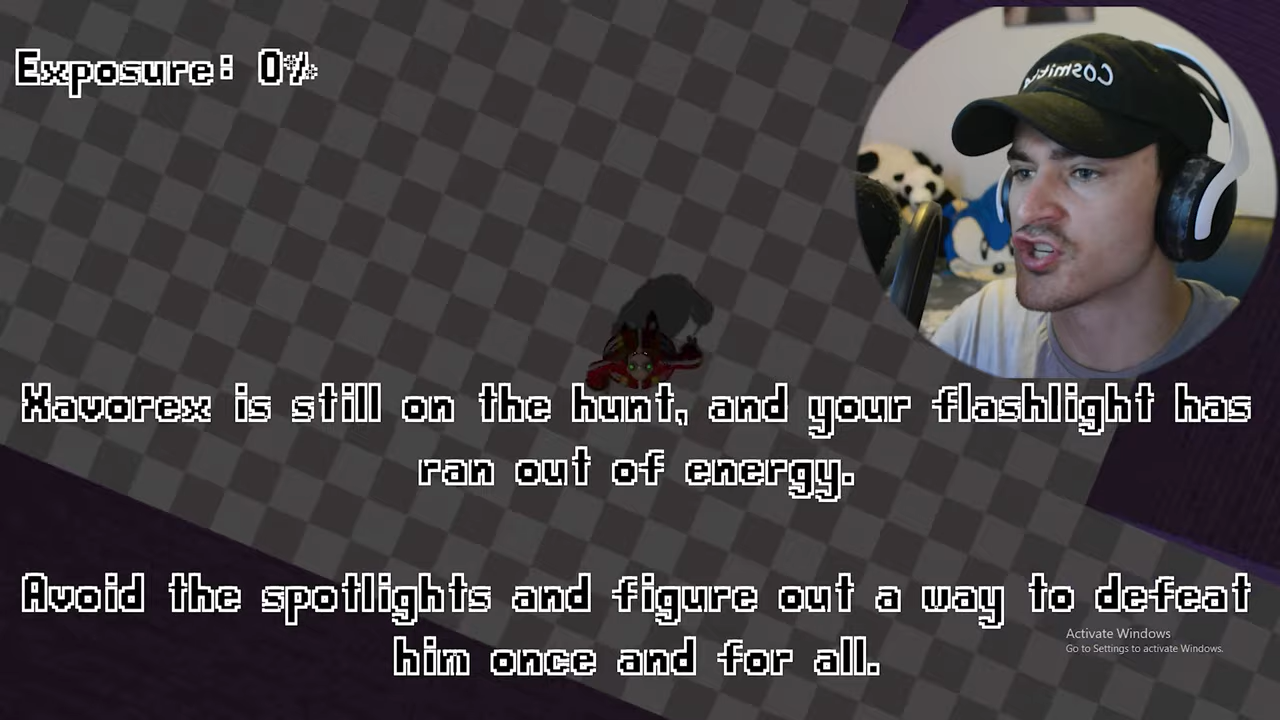 Exposure: 0%
Xavorex is still on the hunt, and your flashlight has
ran out of energy.
Avoid the spotlights and figure out a way to defeat
him once and for all.
Activate Windows
Go to Settings to activate Windows.